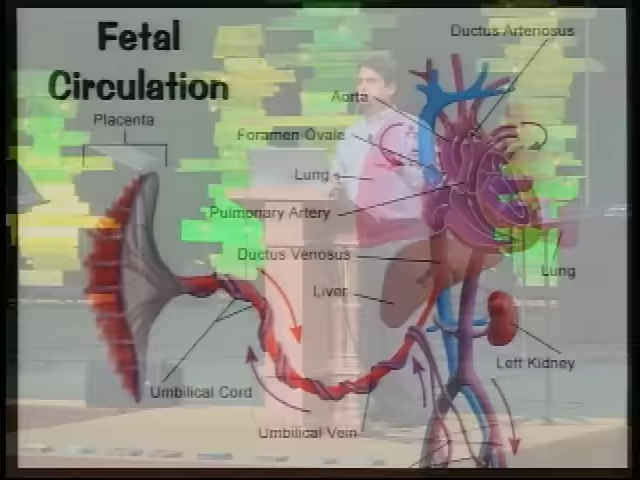 Fetal
Circulation
Placenta
Ductus Arteriosus
Aorta
Foramen Ovale
Lung
Pulmonary Artery
Ductus Venosus
Lung
Liver
Left Kidney
Umbilical Cord
Umbilical Vein